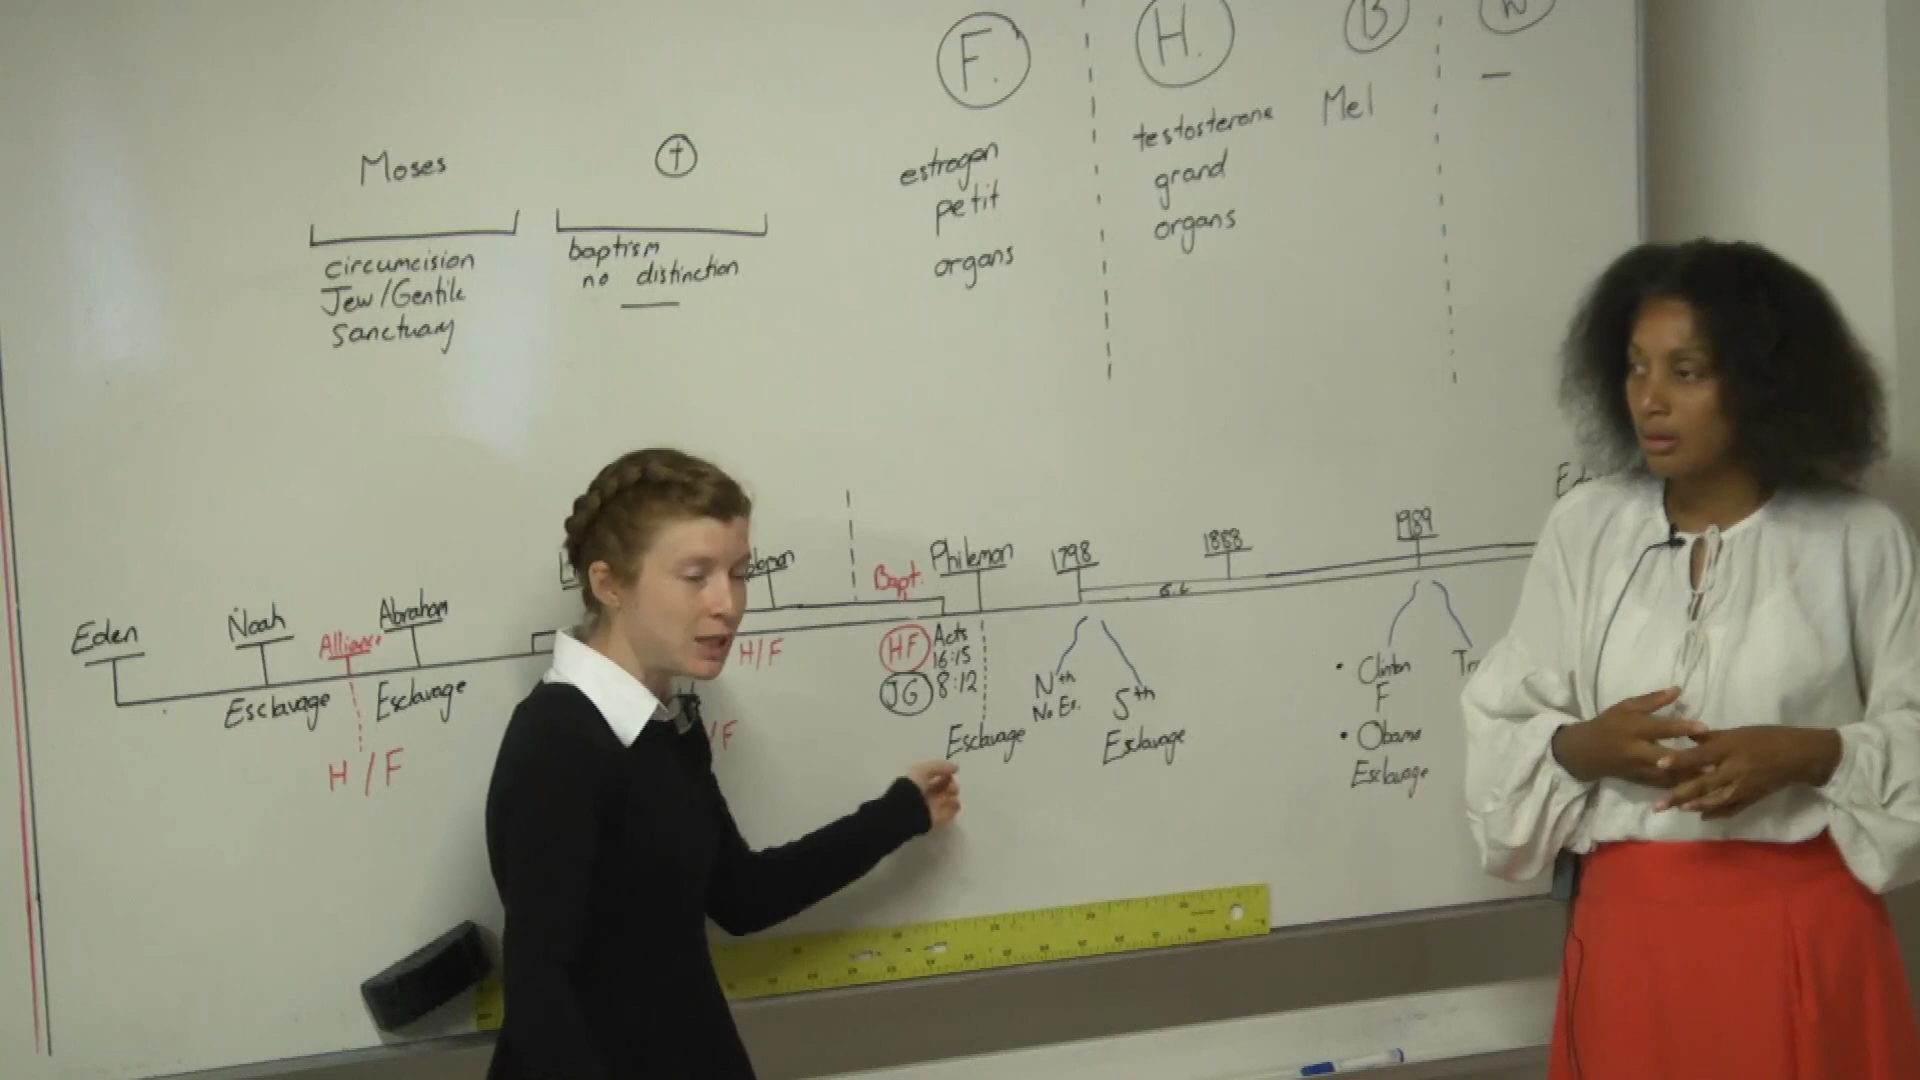 F.
H.
B
Moses
circumcision
Jew/Gentile
Sanctuary
baptism
no distinction
estrogen
petit
organs
testosterone
grand
organs
Mel
Eden
Noah
Alliance
Abraham
Bapt.
Philemon
1798
1888
1989
Esclavage
Esclavage
H/F
H/F
/F
HF
JG
Acts
16:15
8:12
Esclavage
Nth
No Es.
Sth
Esclavage
• Clinton
F
• Obama
Esclavage